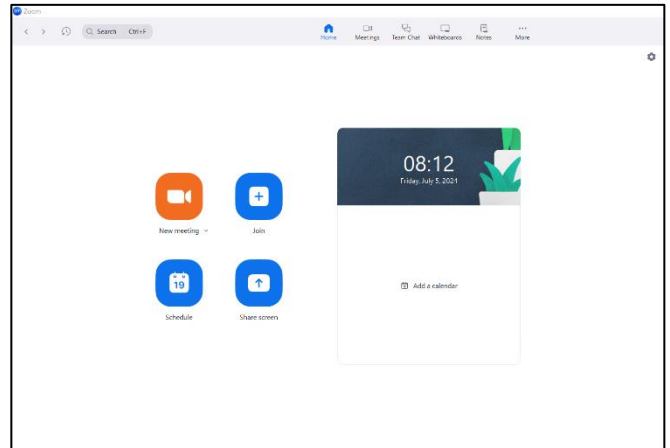 Zoom
Search Ctrl+F
Home Meetings Team Chat Whiteboards Notes More
08:12
Friday, July 5, 2024
New meeting Join
19
Add a calendar
Schedule Share screen